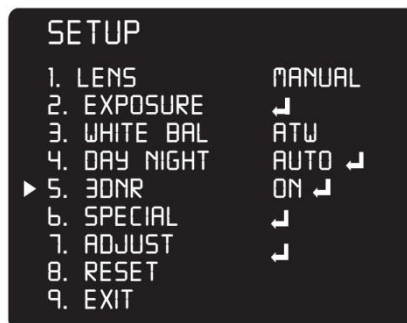 SETUP
1. LENS MANUAL
2. EXPOSURE ↵
3. WHITE BAL ATW
4. DAY NIGHT AUTO ↵
▶ 5. 3DNR ON ↵
6. SPECIAL ↵
7. ADJUST ↵
8. RESET
9. EXIT